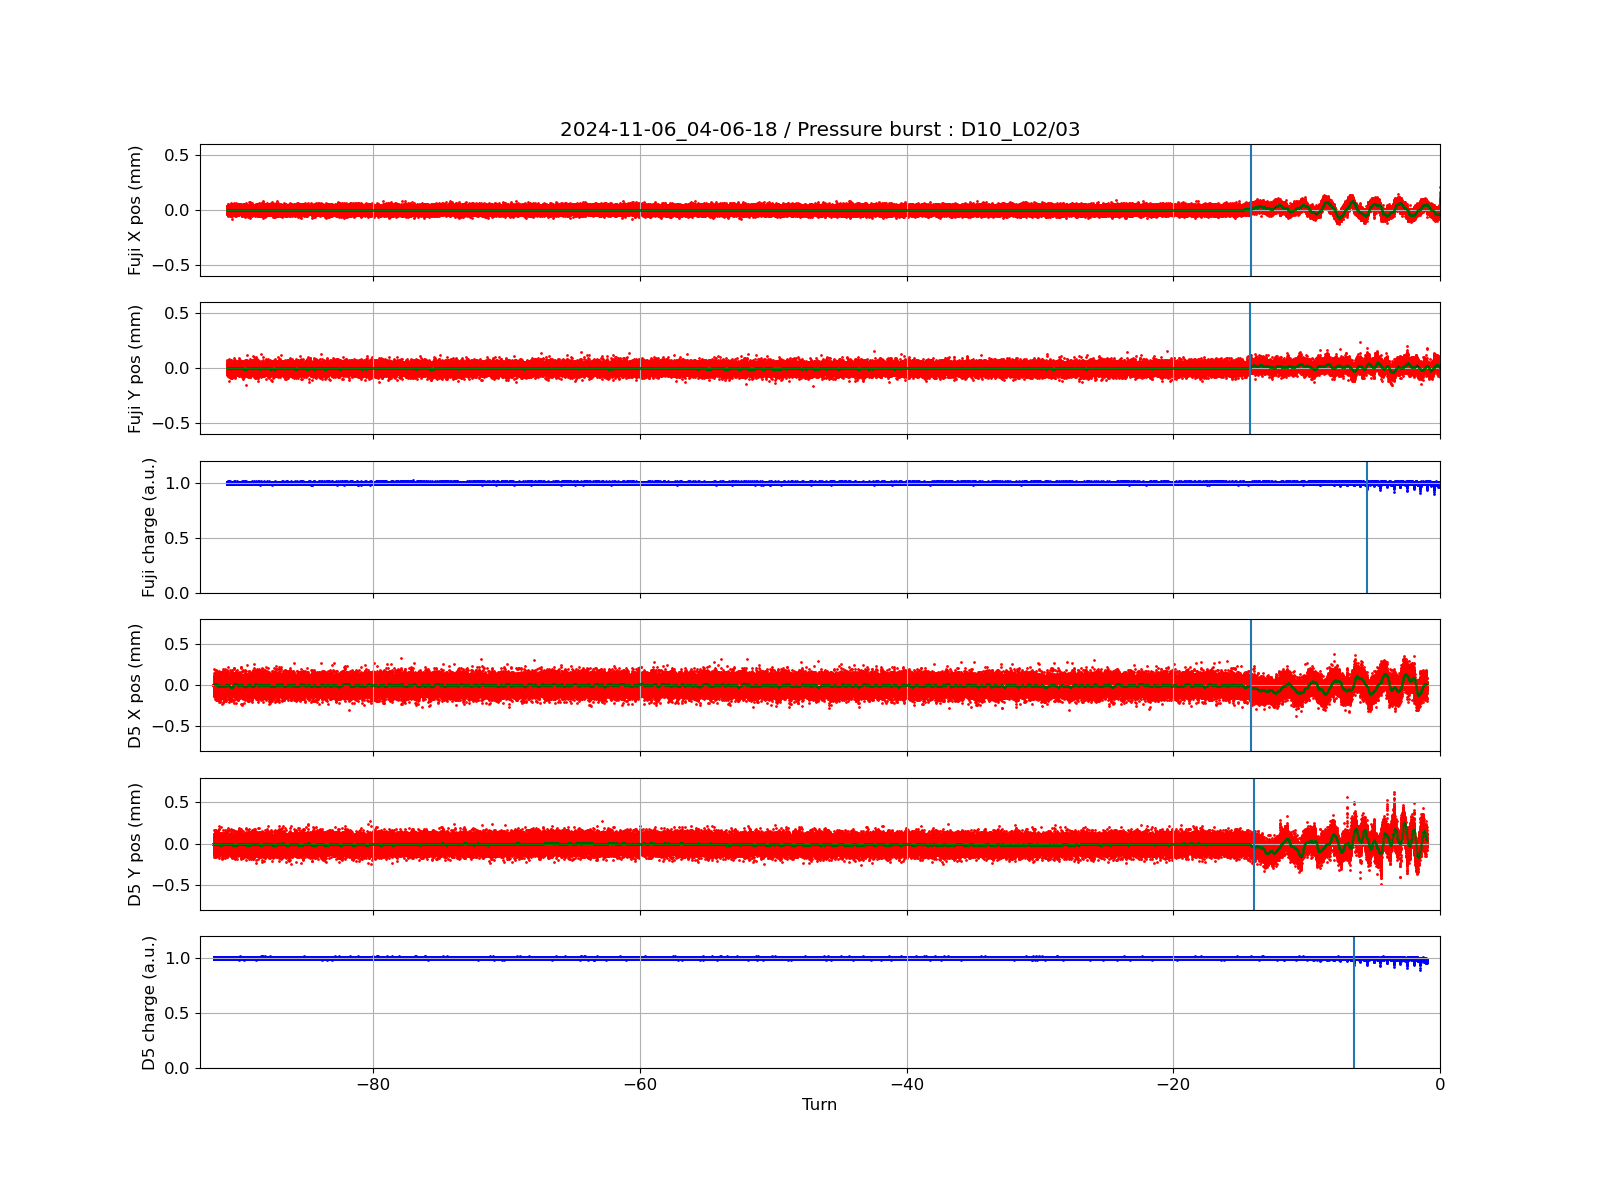 2024-11-06_04-06-18 / Pressure burst : D10_L02/03
Fuji X pos (mm)
0.5
0.0
−0.5
Fuji Y pos (mm)
0.5
0.0
−0.5
Fuji charge (a.u.)
1.0
0.5
0.0
D5 X pos (mm)
0.5
0.0
−0.5
D5 Y pos (mm)
0.5
0.0
−0.5
D5 charge (a.u.)
1.0
0.5
0.0
−80 −60 −40 −20 0
Turn